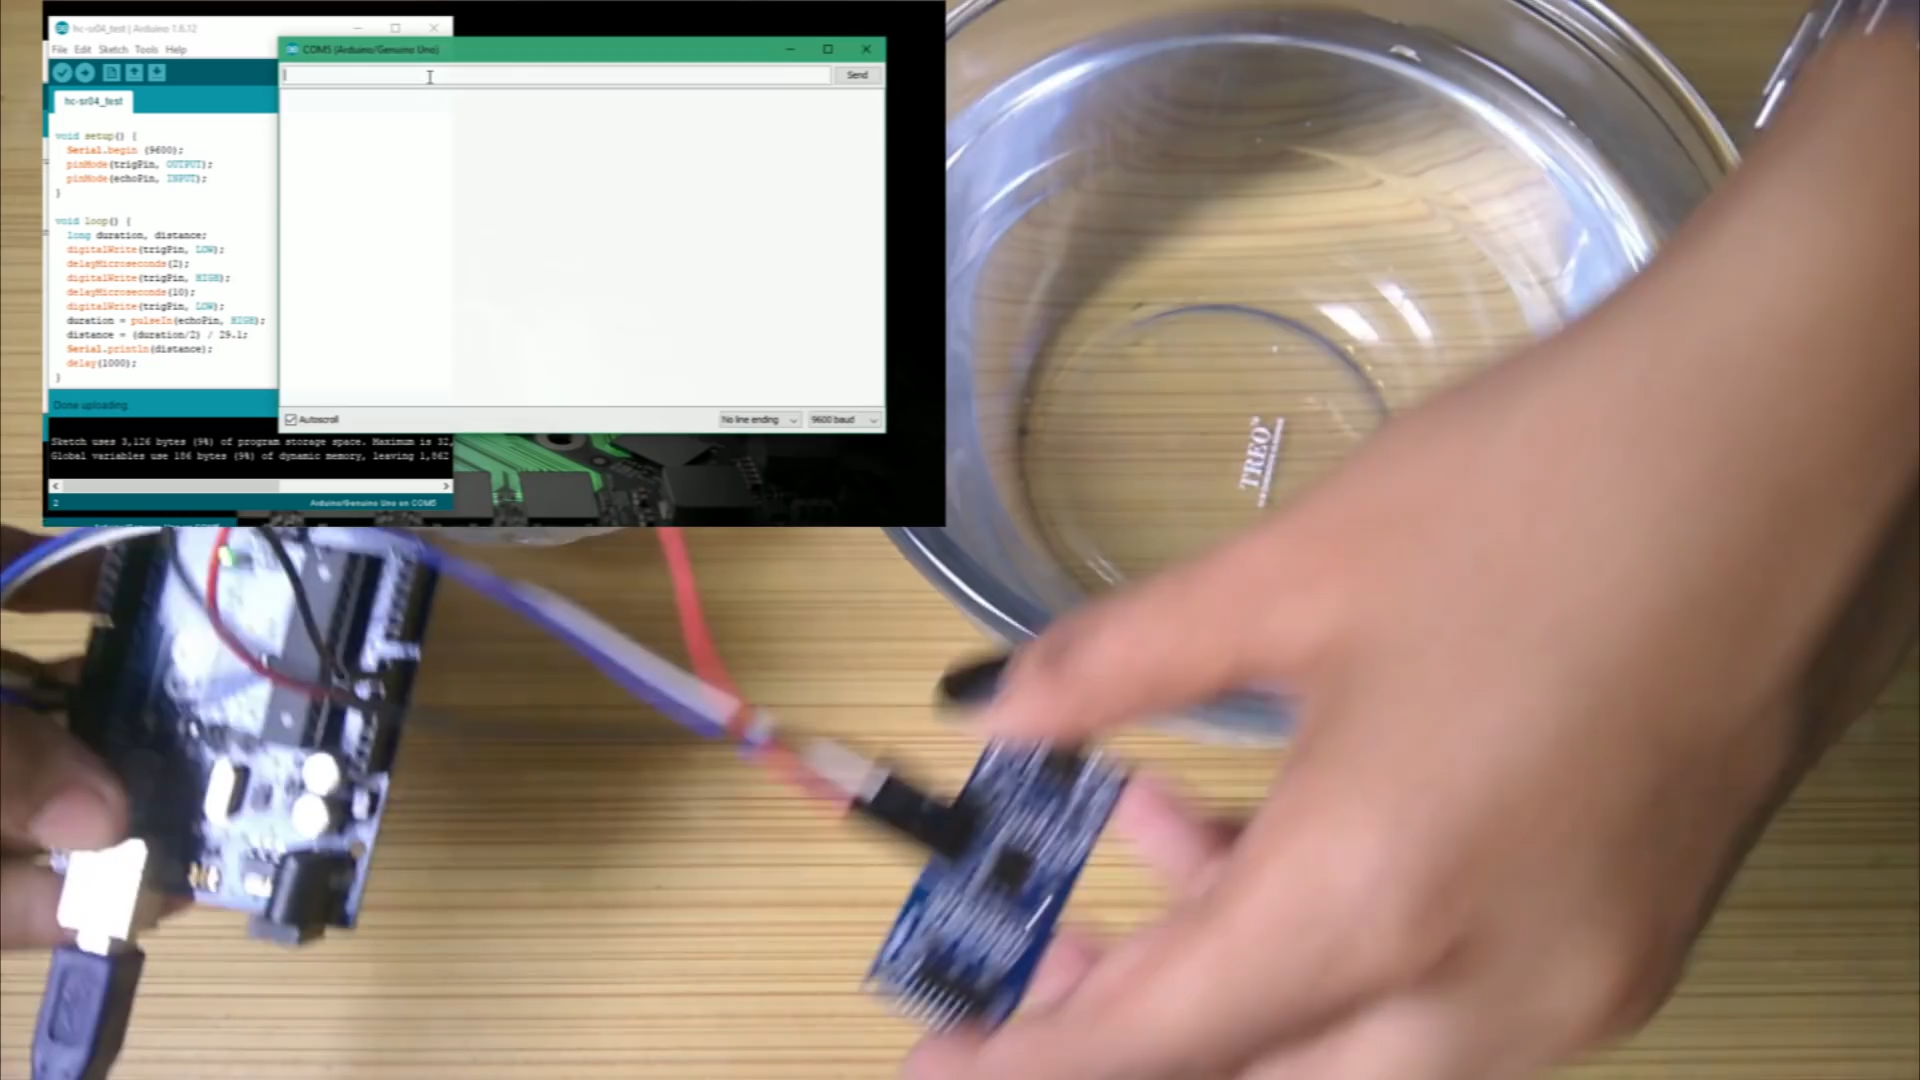 hc-sr04_test | Arduino 1.6.12
File Edit Sketch Tools Help
hc-sr04_test
void setup() {
Serial.begin (9600);
pinMode(trigPin, OUTPUT);
pinMode(echoPin, INPUT);
}
void loop() {
long duration, distance;
digitalWrite(trigPin, LOW);
delayMicroseconds(2);
digitalWrite(trigPin, HIGH);
delayMicroseconds(10);
digitalWrite(trigPin, LOW);
duration = pulseIn(echoPin, HIGH);
distance = (duration/2) / 29.1;
Serial.println(distance);
delay(1000);
}
Done uploading.
Sketch uses 3,126 bytes (9%) of program storage space. Maximum is 32,
Global variables use 186 bytes (9%) of dynamic memory, leaving 1,862
2
Arduino/Genuino Uno on COM5
COM5 (Arduino/Genuino Uno)
Send
Autoscroll
No line ending
9600 baud
TREO™